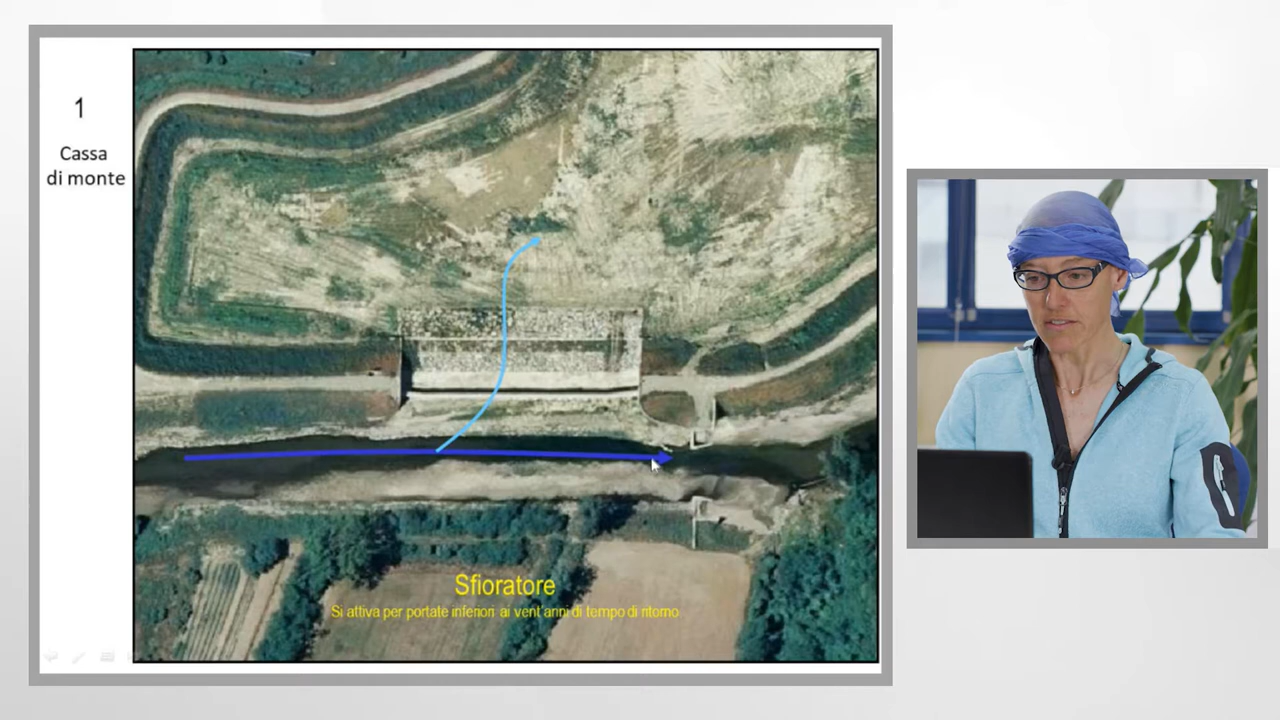 1
Cassa
di monte
Sfioratore
Si attiva per portate inferiori ai vent'anni di tempo di ritorno